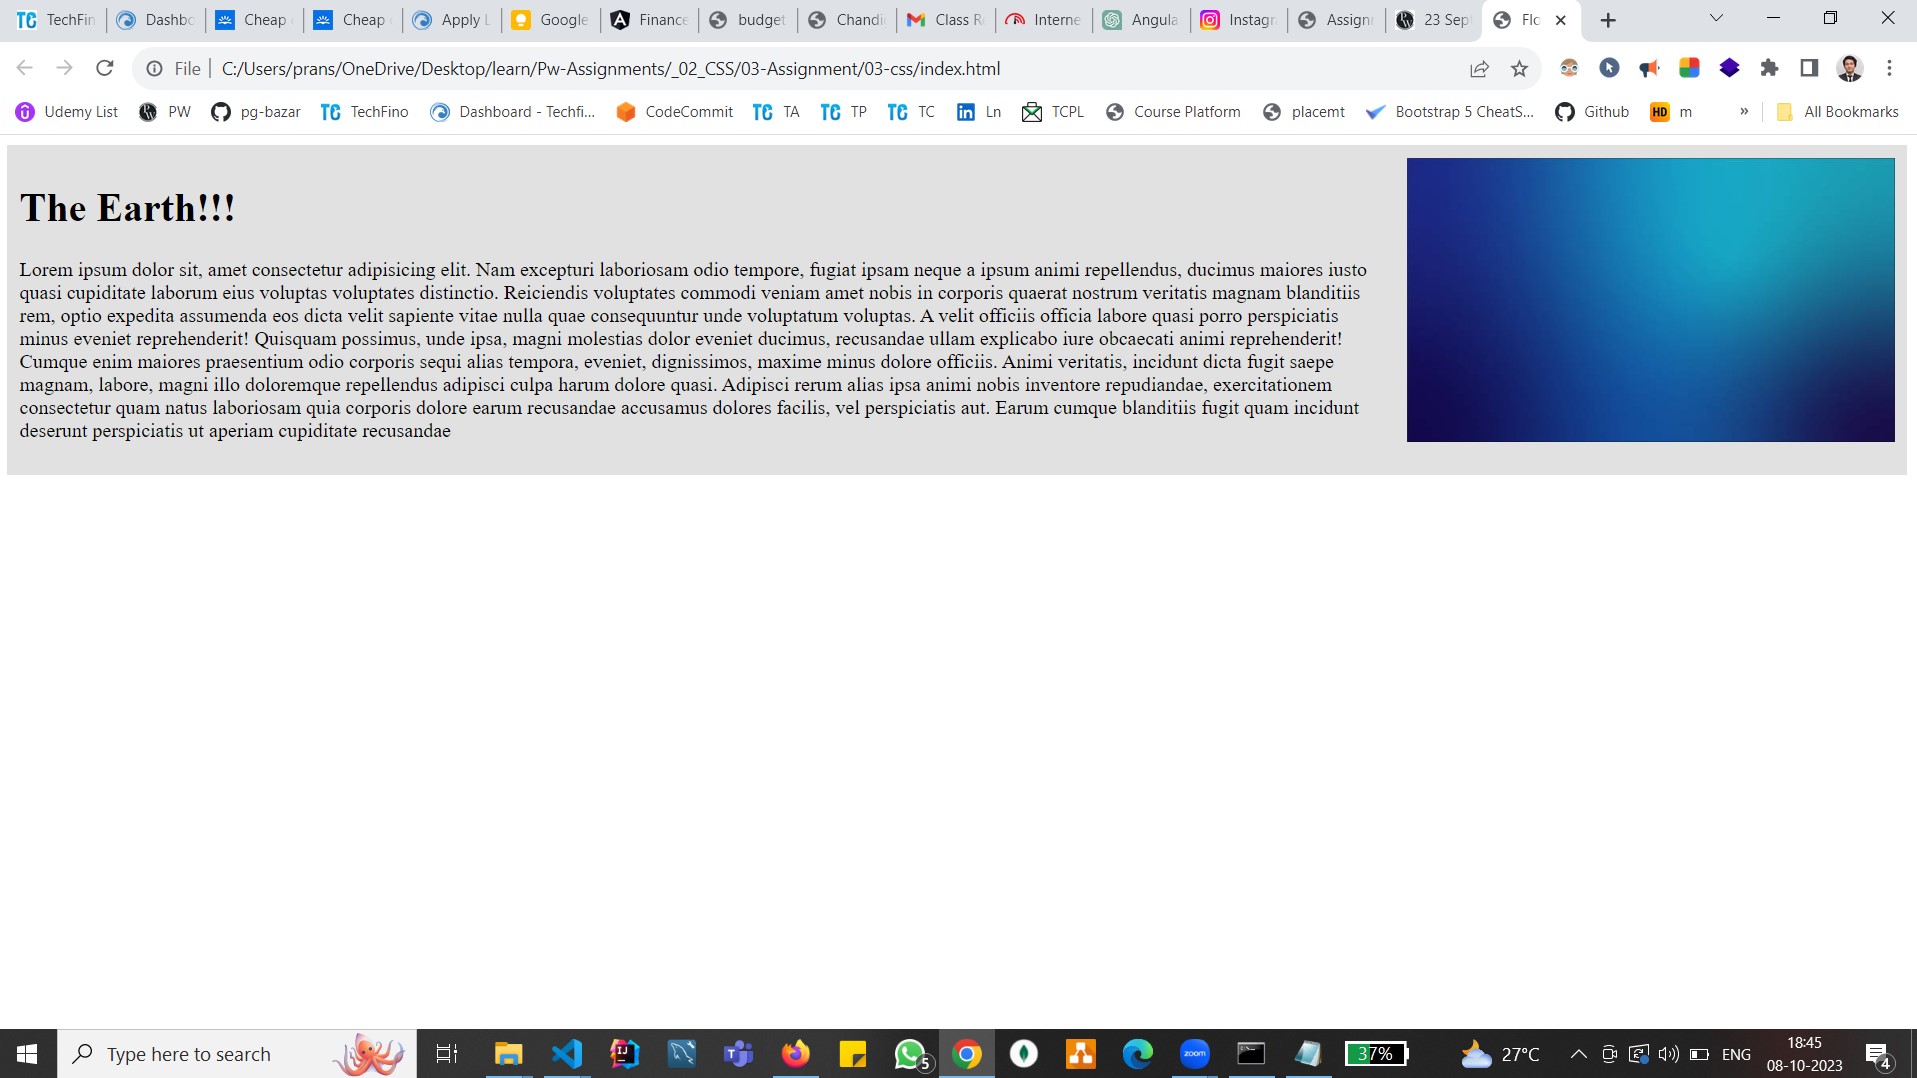 TechFin
Dashbo
Cheap
Cheap
Apply L
Google
Finance
budget
Chandi
Class R
Interne
Angula
Instagr
Assign
23 Sep
Flo
File
C:/Users/prans/OneDrive/Desktop/learn/Pw-Assignments/_02_CSS/03-Assignment/03-css/index.html
Udemy List
PW
pg-bazar
TechFino
Dashboard - Techfi...
CodeCommit
TA
TP
TC
Ln
TCPL
Course Platform
placemt
Bootstrap 5 CheatS...
Github
HD
m
»
All Bookmarks
The Earth!!!
Lorem ipsum dolor sit, amet consectetur adipisicing elit. Nam excepturi laboriosam odio tempore, fugiat ipsam neque a ipsum animi repellendus, ducimus maiores iusto
quasi cupiditate laborum eius voluptas voluptates distinctio. Reiciendis voluptates commodi veniam amet nobis in corporis quaerat nostrum veritatis magnam blanditiis
rem, optio expedita assumenda eos dicta velit sapiente vitae nulla quae consequuntur unde voluptatum voluptas. A velit officiis officia labore quasi porro perspiciatis
minus eveniet reprehenderit! Quisquam possimus, unde ipsa, magni molestias dolor eveniet ducimus, recusandae ullam explicabo iure obcaecati animi reprehenderit!
Cumque enim maiores praesentium odio corporis sequi alias tempora, eveniet, dignissimos, maxime minus dolore officiis. Animi veritatis, incidunt dicta fugit saepe
magnam, labore, magni illo doloremque repellendus adipisci culpa harum dolore quasi. Adipisci rerum alias ipsa animi nobis inventore repudiandae, exercitationem
consectetur quam natus laboriosam quia corporis dolore earum recusandae accusamus dolores facilis, vel perspiciatis aut. Earum cumque blanditiis fugit quam incidunt
deserunt perspiciatis ut aperiam cupiditate recusandae
Type here to search
5
zoom
37%
27°C
ENG
18:45
08-10-2023
4